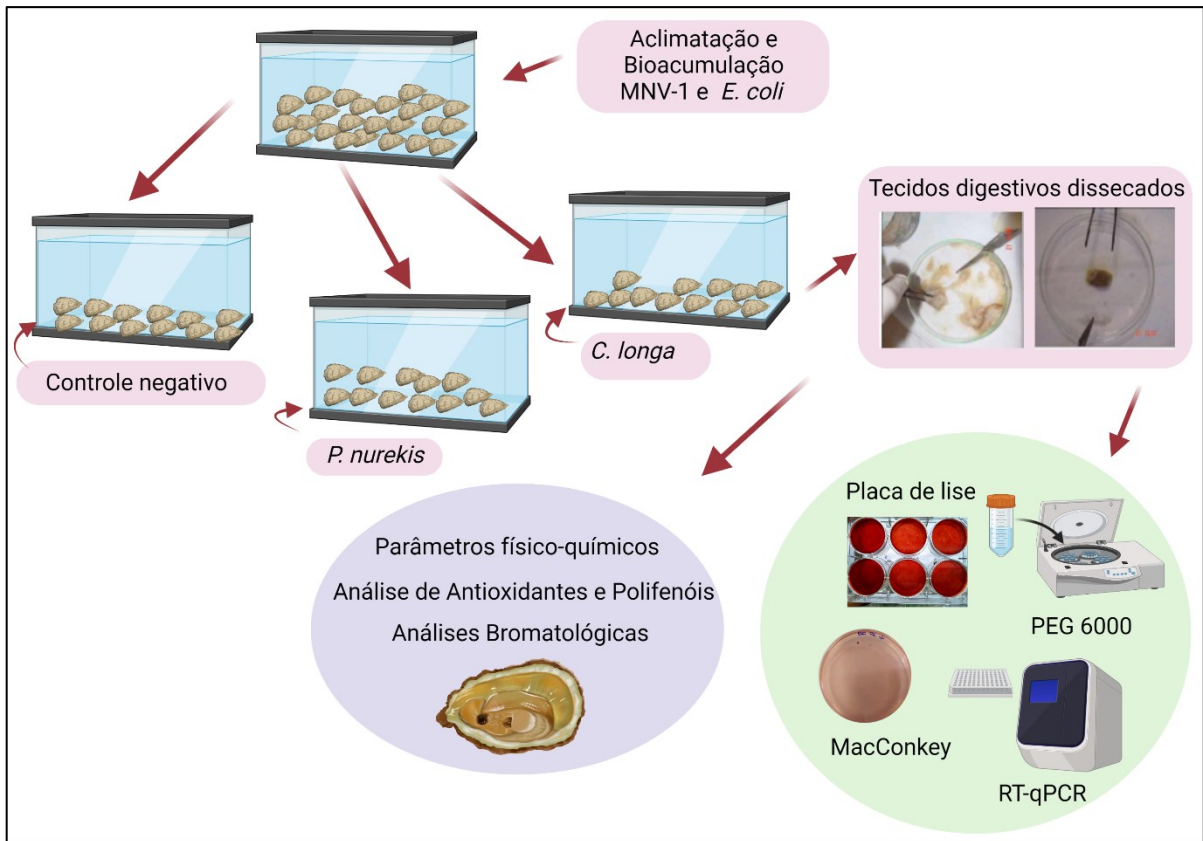 Aclimatação e
Bioacumulação
MNV-1 e E. coli
Tecidos digestivos dissecados
C. longa
Controle negativo
P. nurekis
Parâmetros físico-químicos
Análise de Antioxidantes e Polifenóis
Análises Bromatológicas
Placa de lise
PEG 6000
MacConkey
RT-qPCR